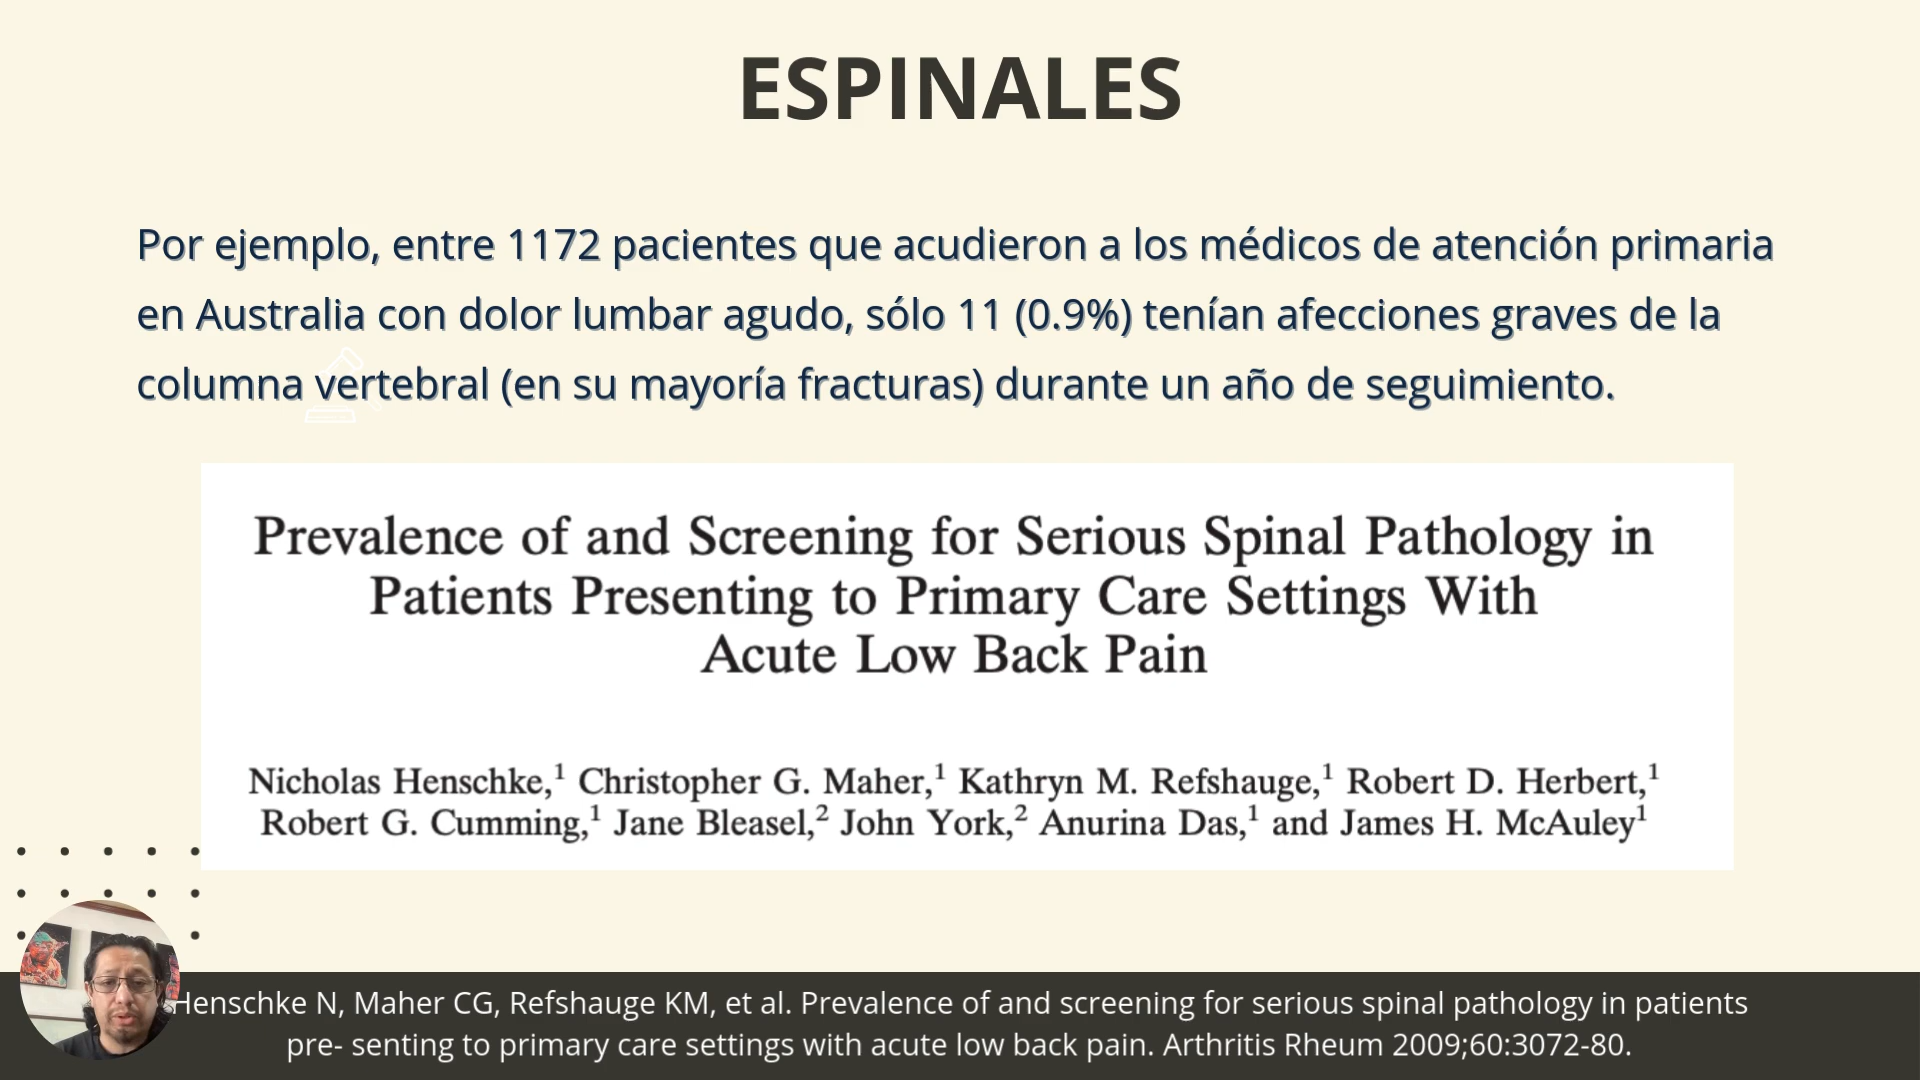 ESPINALES
Por ejemplo, entre 1172 pacientes que acudieron a los médicos de atención primaria
en Australia con dolor lumbar agudo, sólo 11 (0.9%) tenían afecciones graves de la
columna vertebral (en su mayoría fracturas) durante un año de seguimiento.
Prevalence of and Screening for Serious Spinal Pathology in
Patients Presenting to Primary Care Settings With
Acute Low Back Pain
Nicholas Henschke,¹ Christopher G. Maher,¹ Kathryn M. Refshauge,¹ Robert D. Herbert,¹
Robert G. Cumming,¹ Jane Bleasel,² John York,² Anurina Das,¹ and James H. McAuley¹
Henschke N, Maher CG, Refshauge KM, et al. Prevalence of and screening for serious spinal pathology in patients
pre- senting to primary care settings with acute low back pain. Arthritis Rheum 2009;60:3072-80.